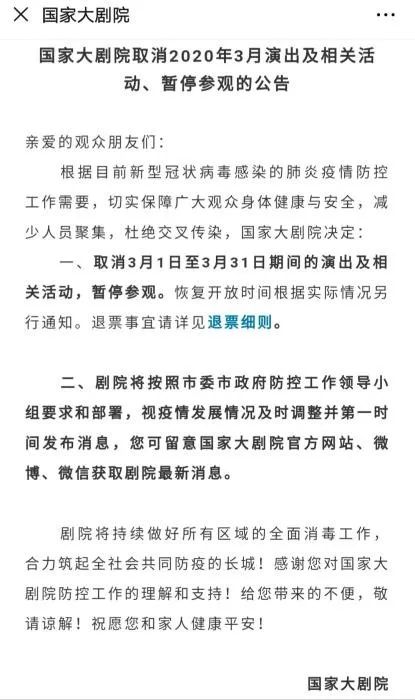 国家大剧院
国家大剧院取消2020年3月演出及相关活
动、暂停参观的公告
亲爱的观众朋友们：
根据目前新型冠状病毒感染的肺炎疫情防控
工作需要，切实保障广大观众身体健康与安全，减
少人员聚集，杜绝交叉传染，国家大剧院决定：
一、取消3月1日至3月31日期间的演出及相
关活动，暂停参观。恢复开放时间根据实际情况另
行通知。退票事宜请详见退票细则。
二、剧院将按照市委市政府防控工作领导小
组要求和部署，视疫情发展情况及时调整并第一时
间发布消息，您可留意国家大剧院官方网站、微
博、微信获取剧院最新消息。
剧院将持续做好所有区域的全面消毒工作，
合力筑起全社会共同防疫的长城！感谢您对国家大
剧院防控工作的理解和支持！给您带来的不便，敬
请谅解！祝愿您和家人健康平安！
国家大剧院